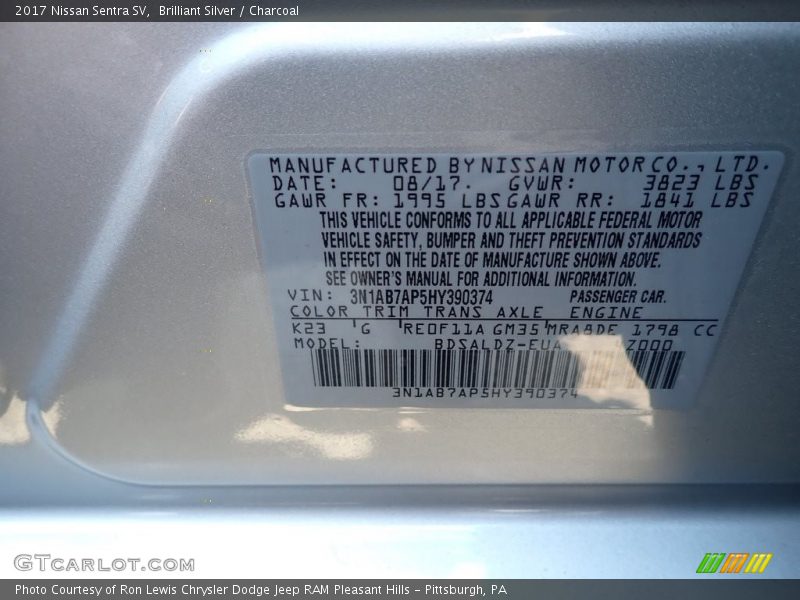 2017 Nissan Sentra SV, Brilliant Silver / Charcoal
MANUFACTURED BY NISSAN MOTOR CO., LTD.
DATE: 08/17. GVWR: 3823 LBS
GAWR FR: 1995 LBS GAWR RR: 1841 LBS
THIS VEHICLE CONFORMS TO ALL APPLICABLE FEDERAL MOTOR
VEHICLE SAFETY, BUMPER AND THEFT PREVENTION STANDARDS
IN EFFECT ON THE DATE OF MANUFACTURE SHOWN ABOVE.
SEE OWNER'S MANUAL FOR ADDITIONAL INFORMATION.
VIN: 3N1AB7AP5HY390374 PASSENGER CAR.
COLOR TRIM TRANS AXLE ENGINE
K23 G RE0F11A GM35 MRA8DE 1798 CC
MODEL:
3N1AB7AP5HY390374
GTCARLOT.COM
Photo Courtesy of Ron Lewis Chrysler Dodge Jeep RAM Pleasant Hills - Pittsburgh, PA